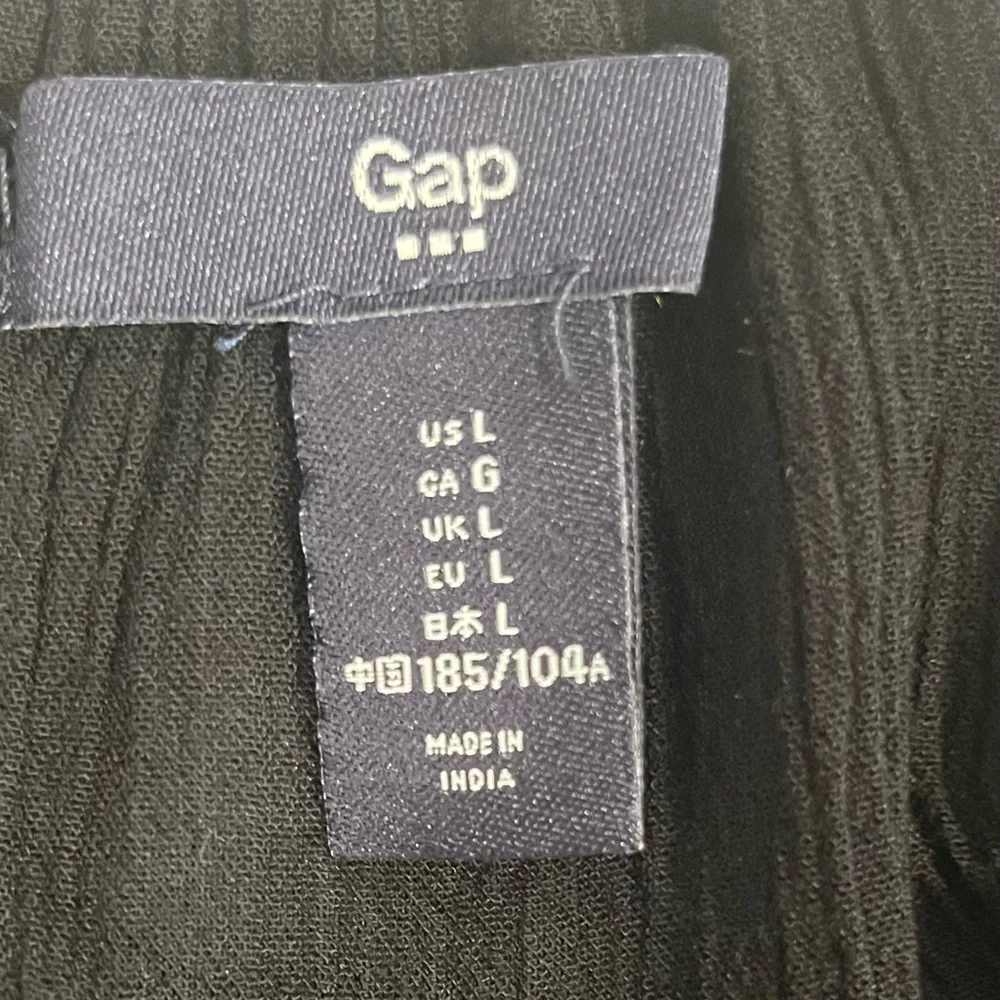 Gap
US L
CA G
UK L
EU L
日本 L
中国 185/104A
MADE IN
INDIA